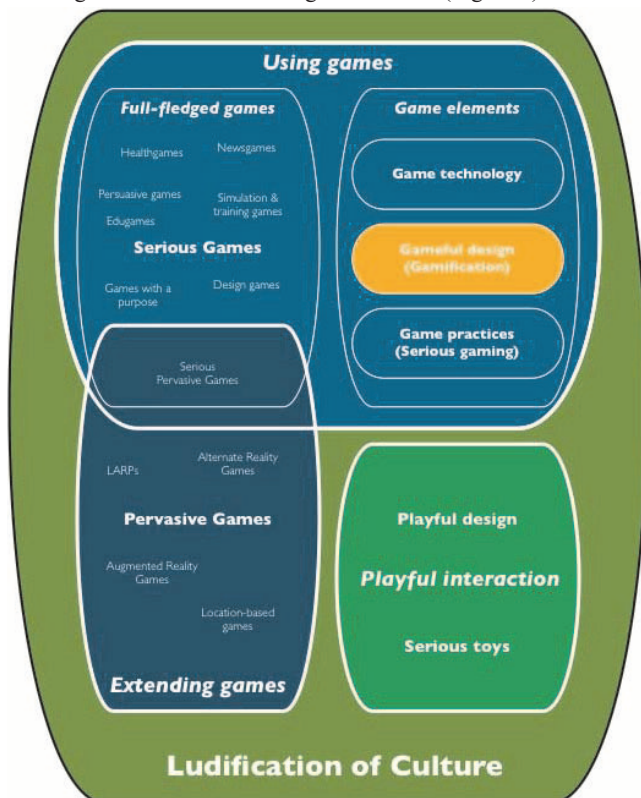 Using games
Full-fledged games
Healthgames
Newsgames
Persuasive games
Simulation &
training games
Edugames
Serious Games
Games with a
purpose
Design games
Game elements
Game technology
Gameful design
(Gamification)
Game practices
(Serious gaming)
Serious
Pervasive Games
LARPs
Alternate Reality
Games
Pervasive Games
Augmented Reality
Games
Location-based
games
Extending games
Playful design
Playful interaction
Serious toys
Ludification of Culture